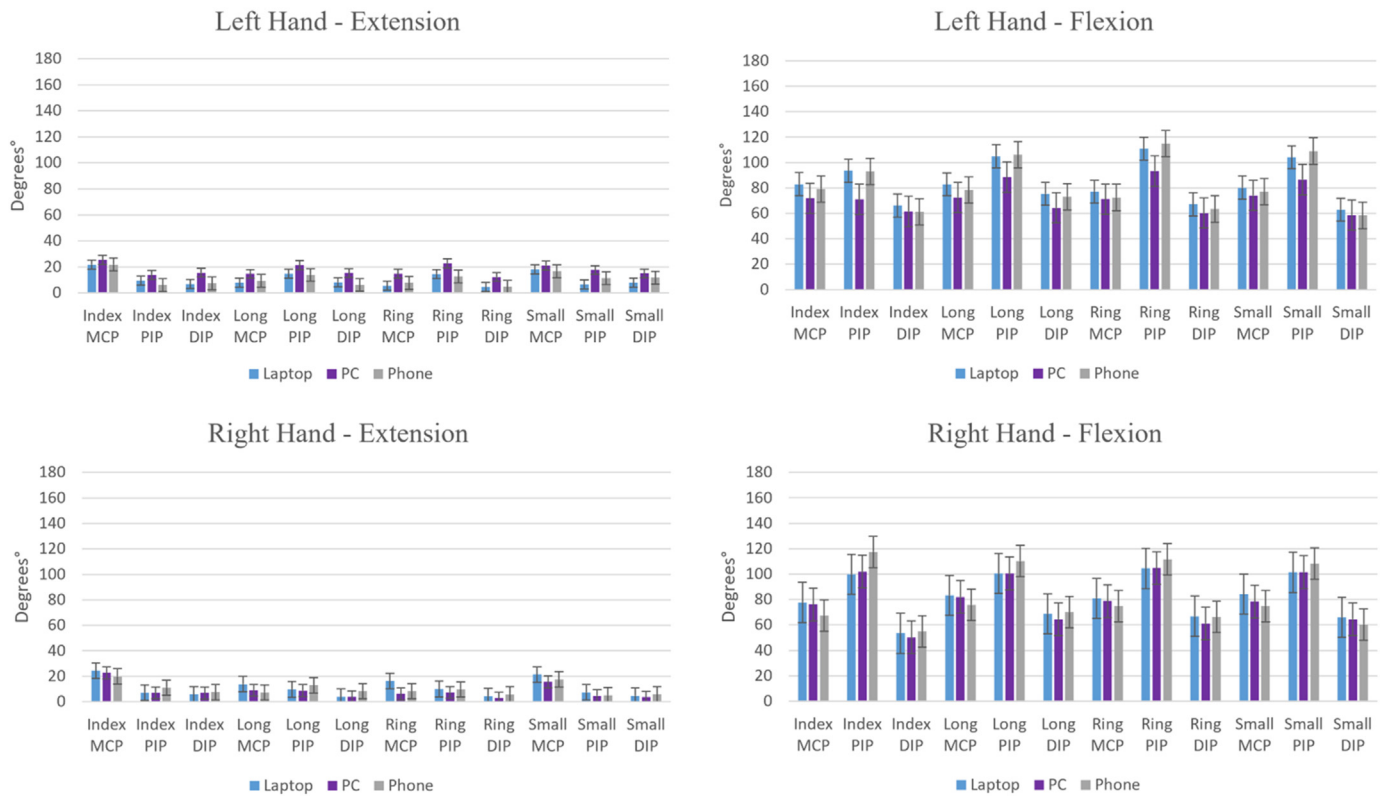 Left Hand - Extension
Degrees°
180
160
140
120
100
80
60
40
20
0
Index Index Index Long Long Long Ring Ring Ring Small Small Small
MCP PIP DIP MCP PIP DIP MCP PIP DIP MCP PIP DIP
Laptop PC Phone
Left Hand - Flexion
Degrees°
180
160
140
120
100
80
60
40
20
0
Index Index Index Long Long Long Ring Ring Ring Small Small Small
MCP PIP DIP MCP PIP DIP MCP PIP DIP MCP PIP DIP
Laptop PC Phone
Right Hand - Extension
Degrees°
180
160
140
120
100
80
60
40
20
0
Index Index Index Long Long Long Ring Ring Ring Small Small Small
MCP PIP DIP MCP PIP DIP MCP PIP DIP MCP PIP DIP
Laptop PC Phone
Right Hand - Flexion
Degrees°
180
160
140
120
100
80
60
40
20
0
Index Index Index Long Long Long Ring Ring Ring Small Small Small
MCP PIP DIP MCP PIP DIP MCP PIP DIP MCP PIP DIP
Laptop PC Phone